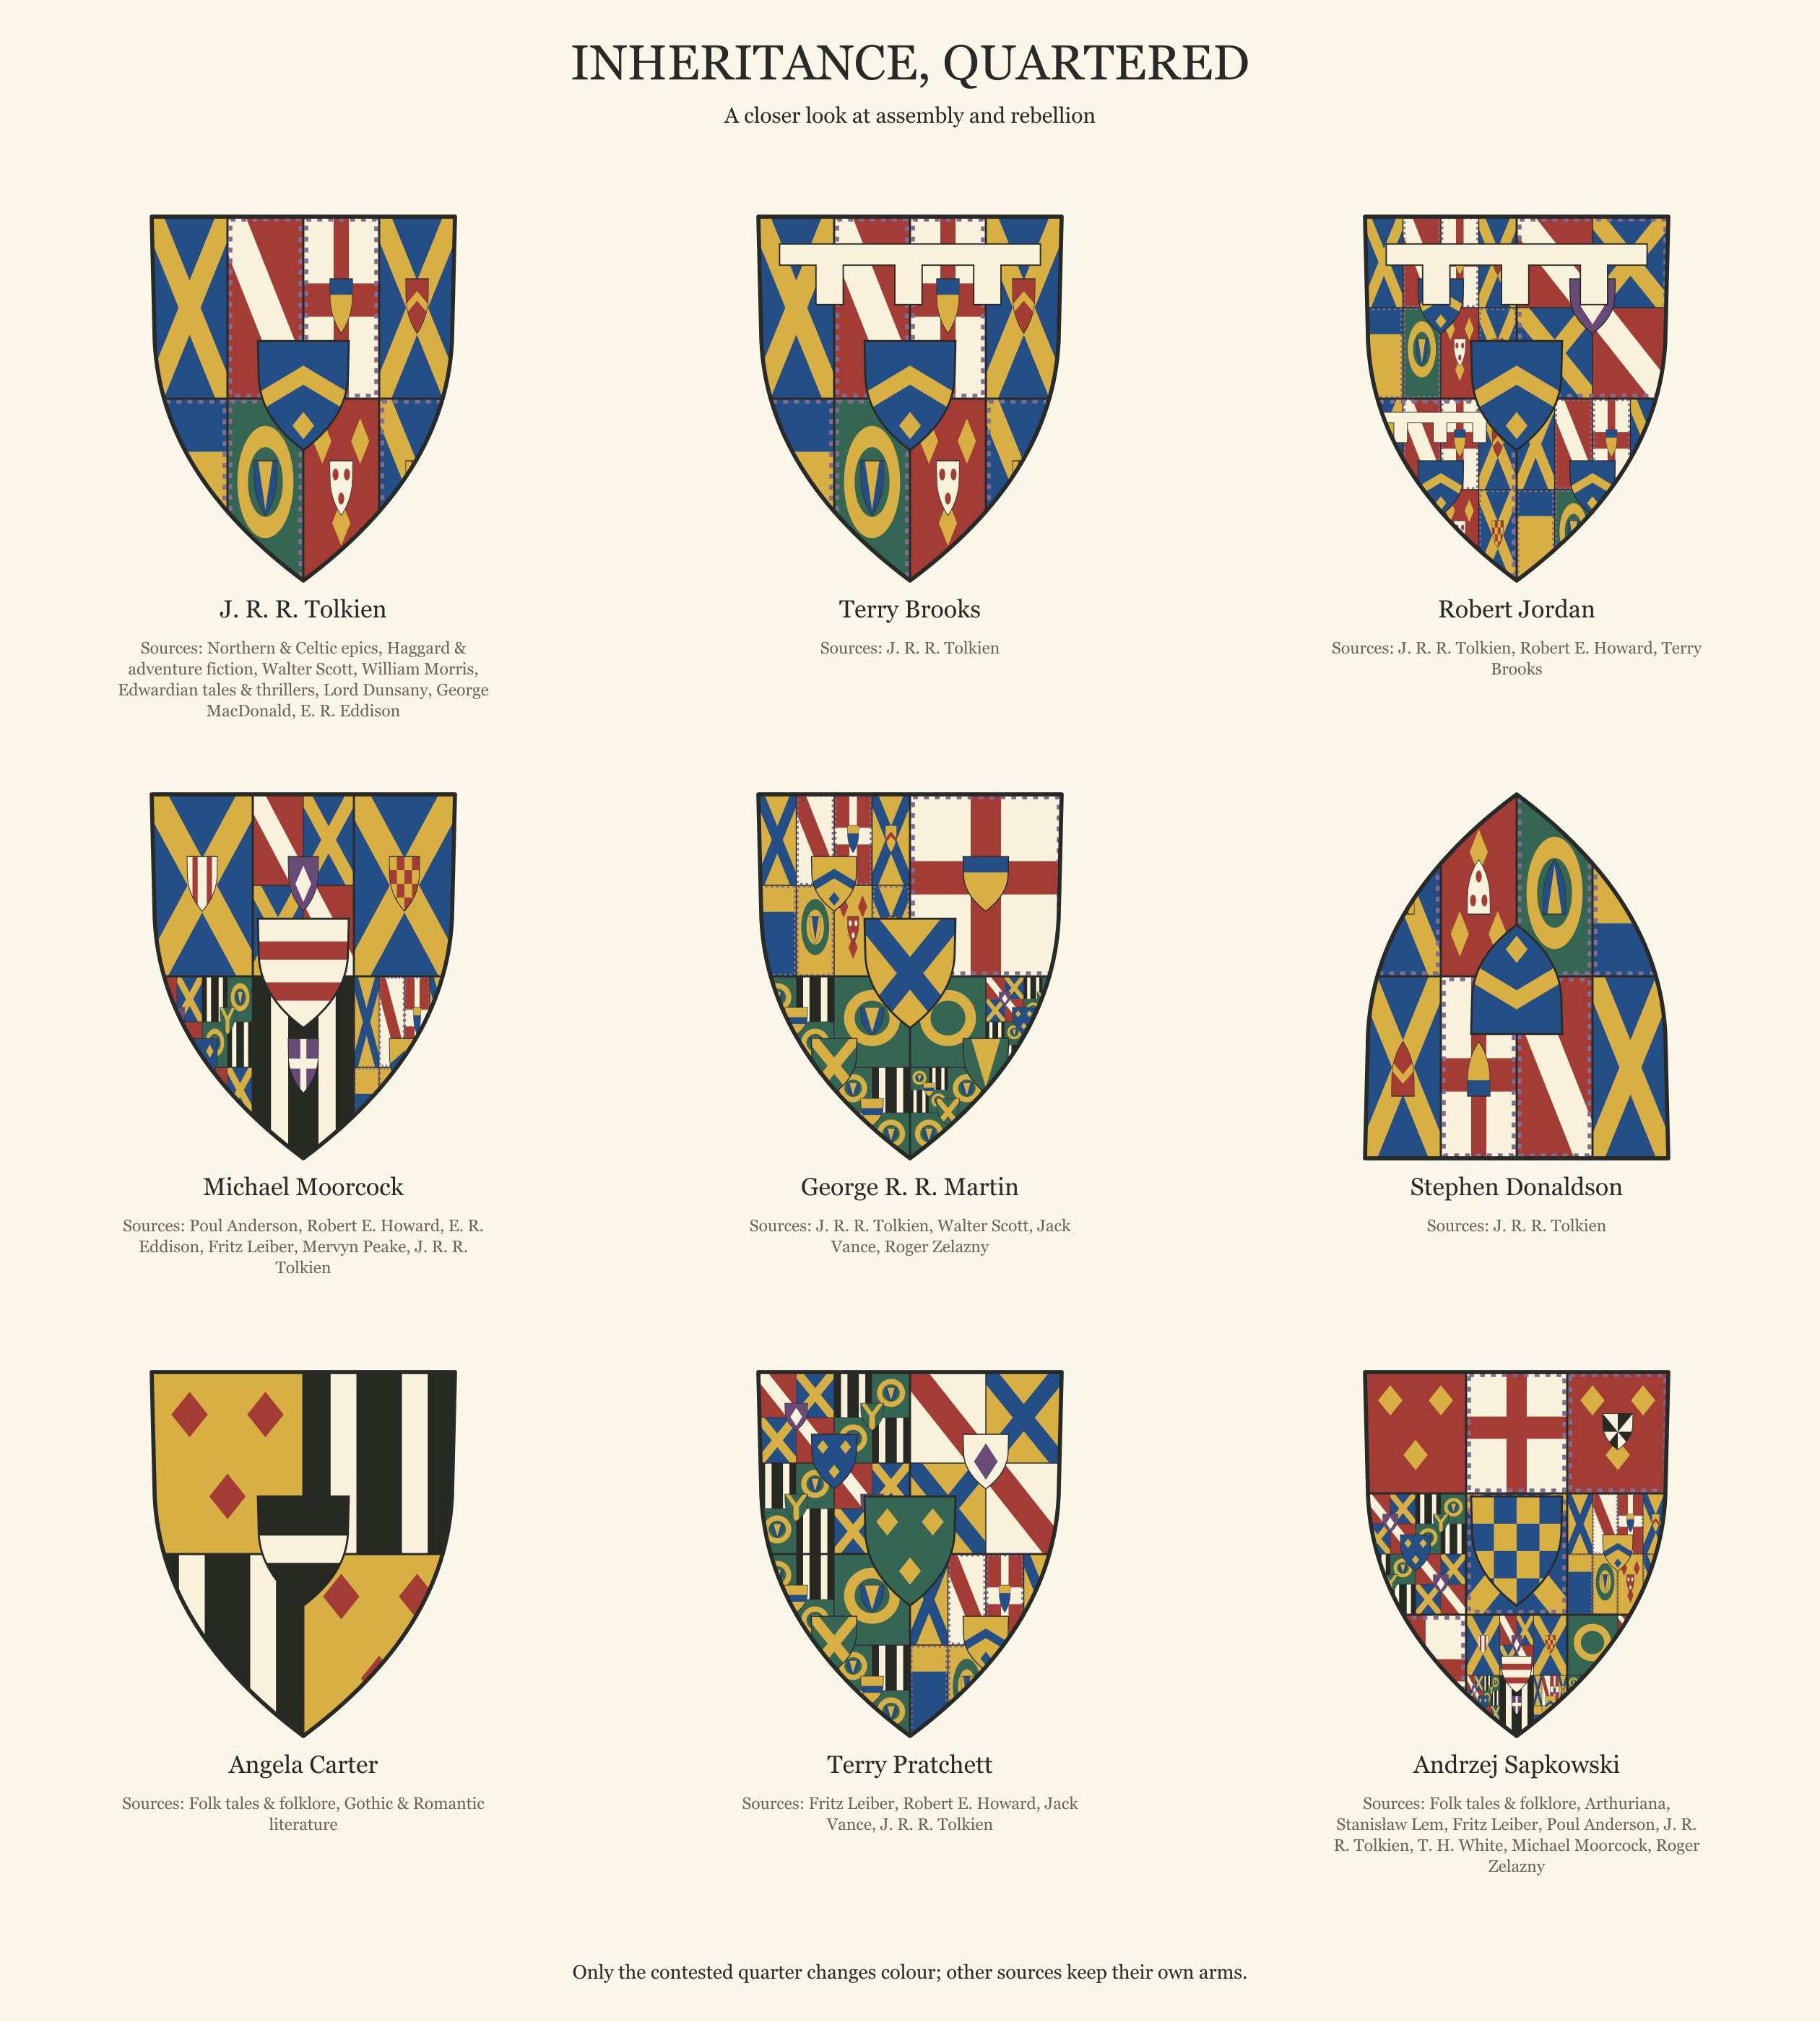 INHERITANCE, QUARTERED
A closer look at assembly and rebellion
J. R. R. Tolkien
Sources: Northern & Celtic epics, Haggard &
adventure fiction, Walter Scott, William Morris,
Edwardian tales & thrillers, Lord Dunsany, George
MacDonald, E. R. Eddison
Terry Brooks
Sources: J. R. R. Tolkien
Robert Jordan
Sources: J. R. R. Tolkien, Robert E. Howard, Terry
Brooks
Michael Moorcock
Sources: Poul Anderson, Robert E. Howard, E. R.
Eddison, Fritz Leiber, Mervyn Peake, J. R. R.
Tolkien
George R. R. Martin
Sources: J. R. R. Tolkien, Walter Scott, Jack
Vance, Roger Zelazny
Stephen Donaldson
Sources: J. R. R. Tolkien
Angela Carter
Sources: Folk tales & folklore, Gothic & Romantic
literature
Terry Pratchett
Sources: Fritz Leiber, Robert E. Howard, Jack
Vance, J. R. R. Tolkien
Andrzej Sapkowski
Sources: Folk tales & folklore, Arthuriana,
Stanisław Lem, Fritz Leiber, Poul Anderson, J. R.
R. Tolkien, T. H. White, Michael Moorcock, Roger
Zelazny
Only the contested quarter changes colour; other sources keep their own arms.